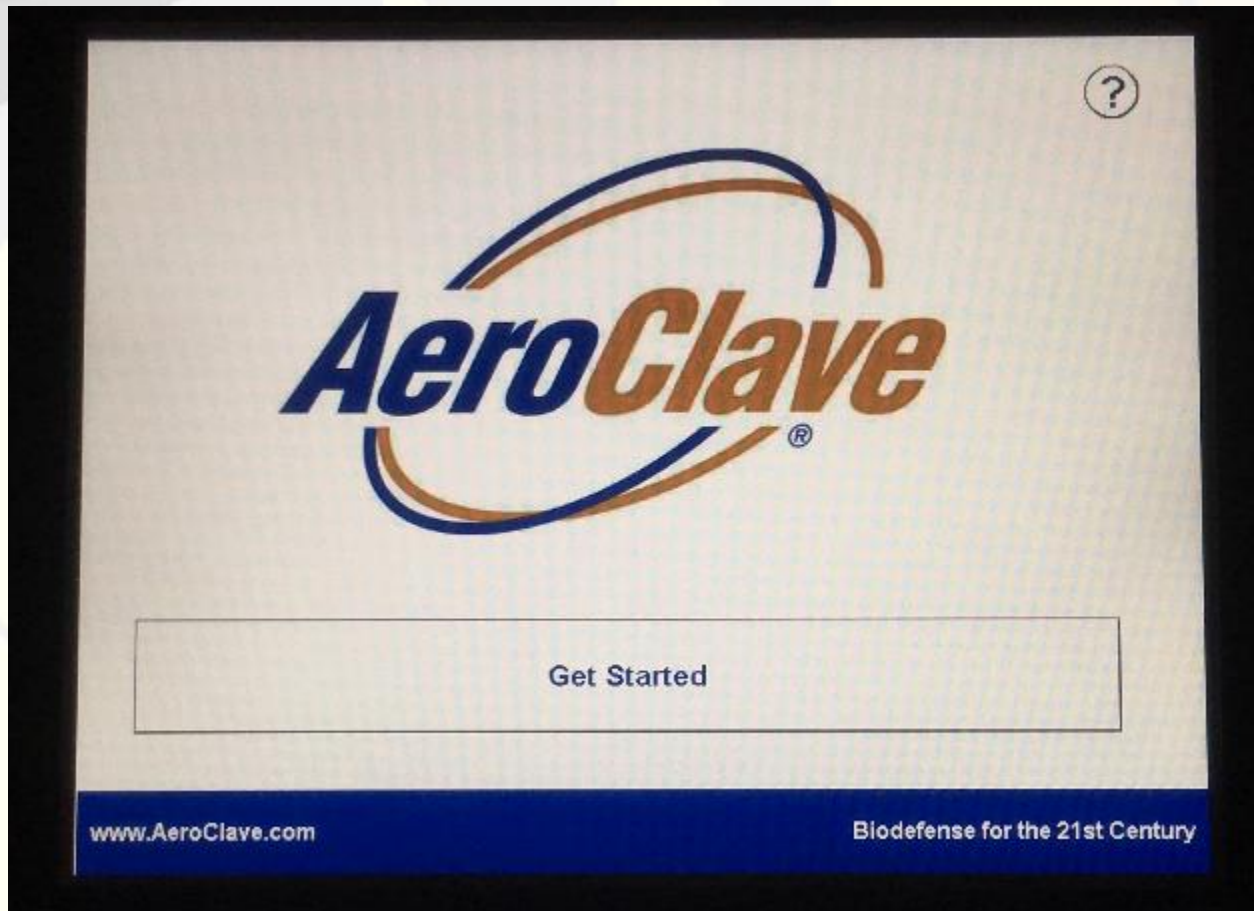 ?
AeroClave
®
Get Started
www.AeroClave.com
Biodefense for the 21st Century